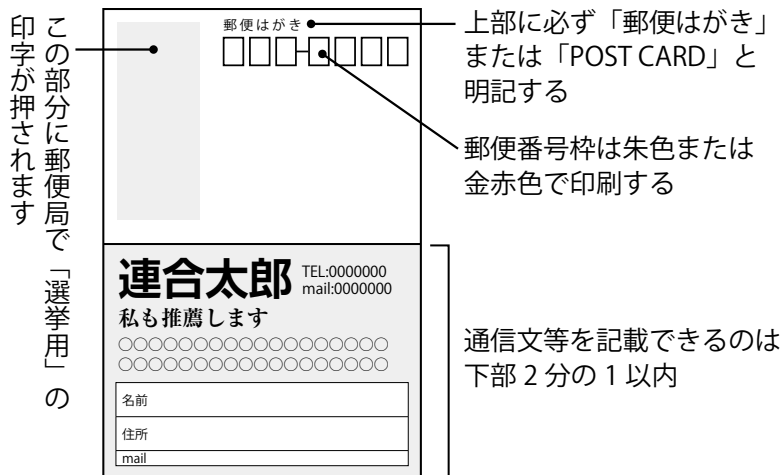 この部分に郵便局で「選挙用」の
印字が押されます
郵便はがき
上部に必ず「郵便はがき」
または「POST CARD」と
明記する
郵便番号枠は朱色または
金赤色で印刷する
連合太郎
TEL:0000000
mail:0000000
私も推薦します
○○○○○○○○○○○○○○○○○○
○○○○○○○○○○○○○○○○○○
名前
住所
mail
通信文等を記載できるのは
下部 2 分の 1 以内